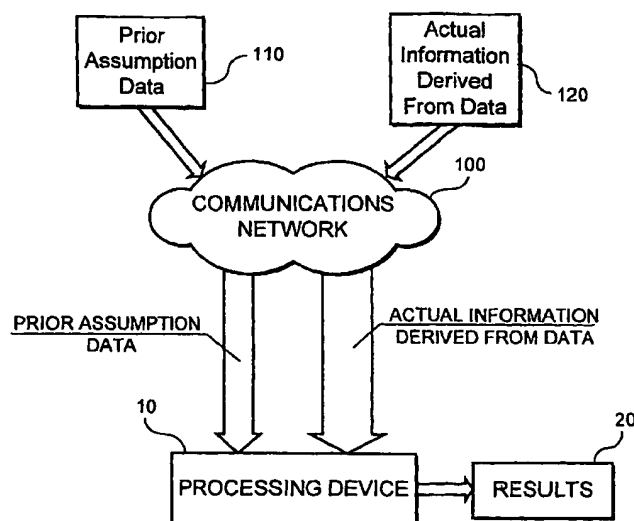 Prior
Assumption
Data
110
Actual
Information
Derived
From Data
120
100
COMMUNICATIONS
NETWORK
PRIOR ASSUMPTION
DATA
ACTUAL INFORMATION
DERIVED FROM DATA
10
PROCESSING DEVICE
20
RESULTS